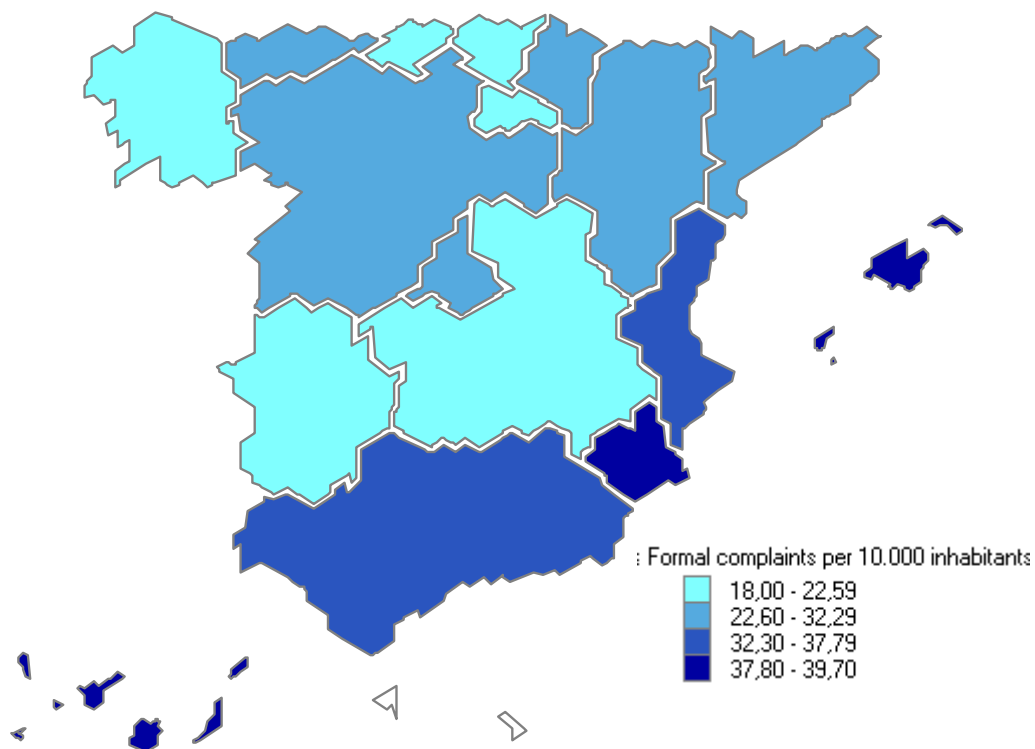 : Formal complaints per 10.000 inhabitants
18,00 - 22,59
22,60 - 32,29
32,30 - 37,79
37,80 - 39,70